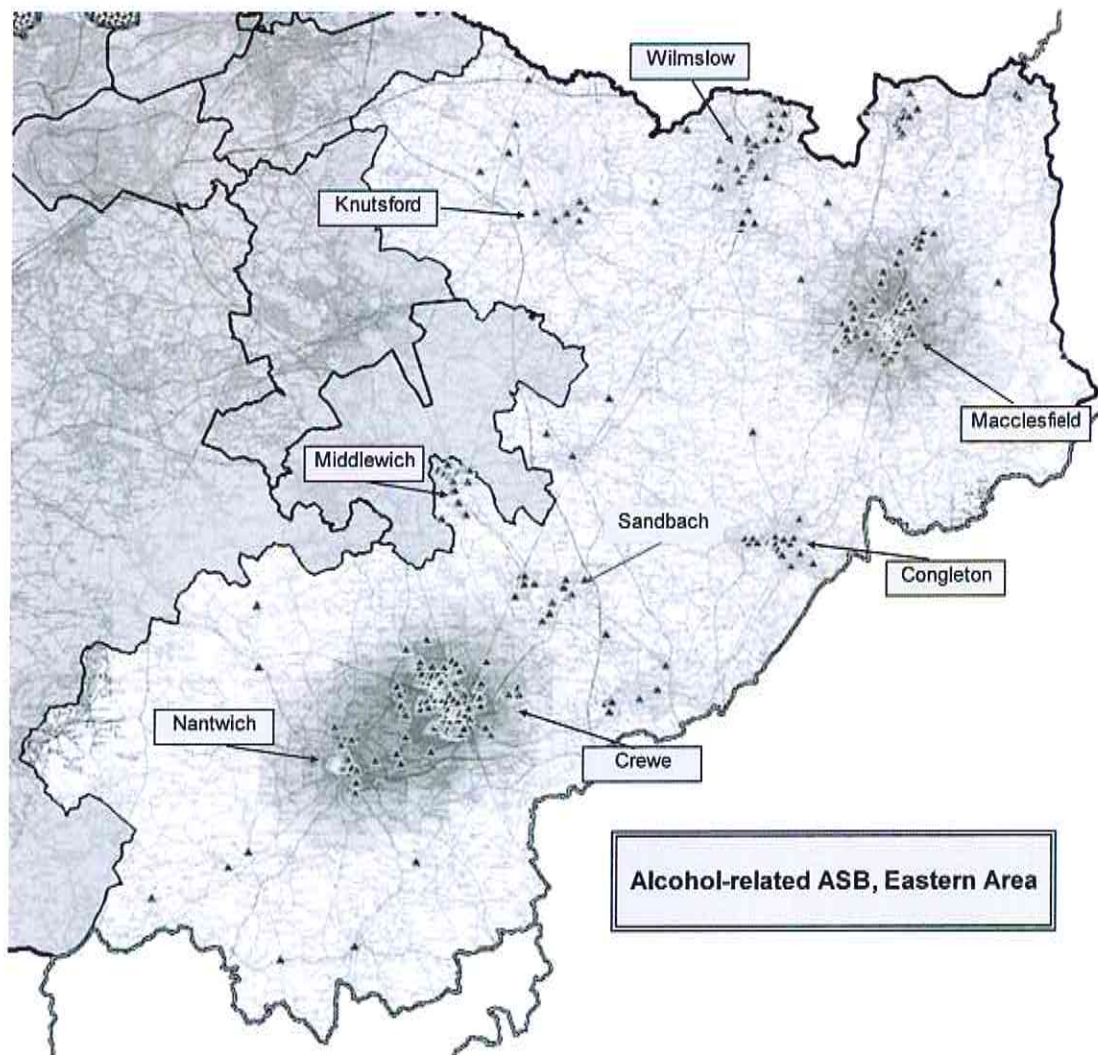 Wilmslow
Knutsford
Macclesfield
Middlewich
Sandbach
Congleton
Nantwich
Crewe
Alcohol-related ASB, Eastern Area